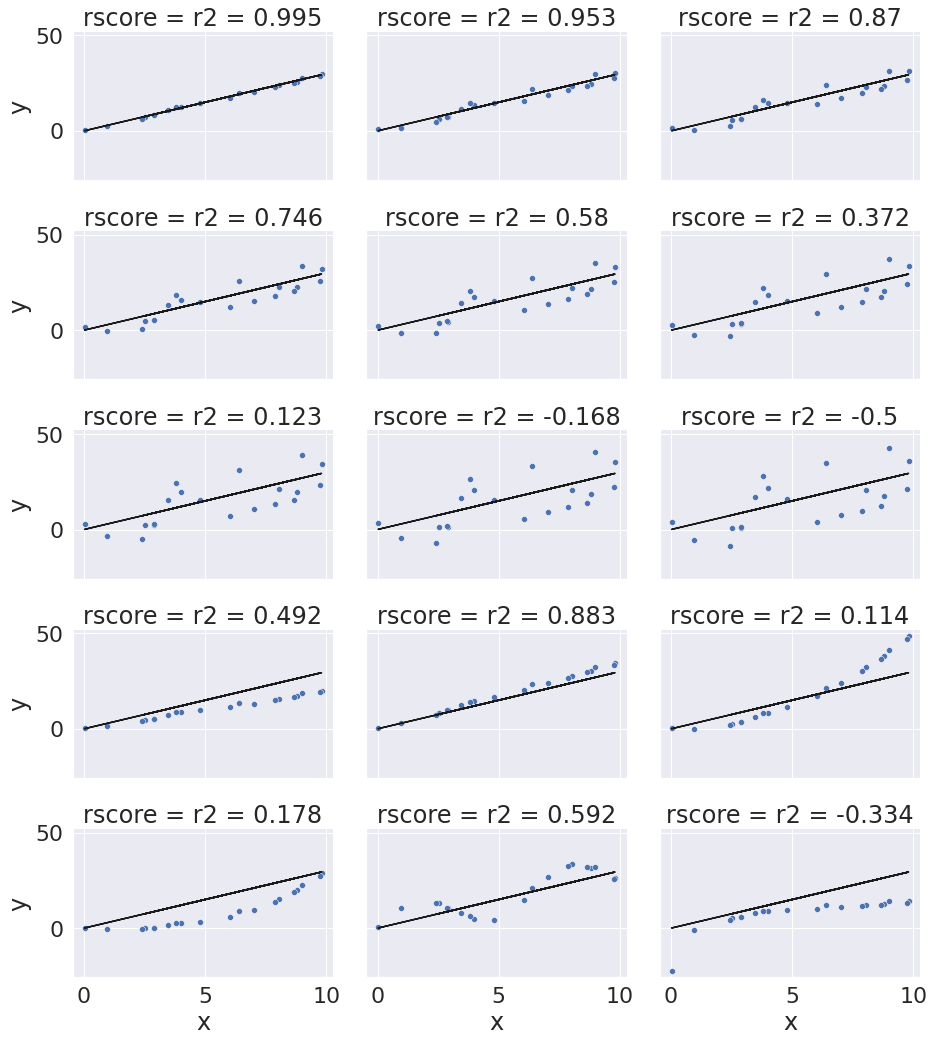 rscore = r2 = 0.995 rscore = r2 = 0.953 rscore = r2 = 0.87
50
y
0
rscore = r2 = 0.746 rscore = r2 = 0.58 rscore = r2 = 0.372
50
y
0
rscore = r2 = 0.123 rscore = r2 = -0.168 rscore = r2 = -0.5
50
y
0
rscore = r2 = 0.492 rscore = r2 = 0.883 rscore = r2 = 0.114
50
y
0
rscore = r2 = 0.178 rscore = r2 = 0.592 rscore = r2 = -0.334
50
y
0
0 5 10 0 5 10 0 5 10
x x x